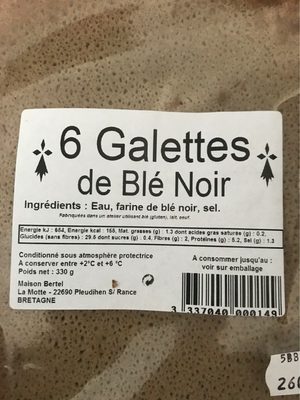 6 Galettes
de Blé Noir
Ingrédients : Eau, farine de blé noir, sel.
Fabriquées dans un atelier utilisant blé (gluten), lait, oeuf.
Energie kJ : 654, Energie kcal : 155, Mat. grasses (g) : 1.3 dont acides gras saturés (g) : 0.2,
Glucides (sans fibres) : 29.5 dont sucres (g) : 0.4, Fibres (g) : 2, Protéines (g) : 5.2, Sel (g) : 1.3
Conditionné sous atmosphère protectrice
A conserver entre +2°C et +6 °C
Poids net : 330 g
A consommer jusqu'au :
voir sur emballage
Maison Bertel
La Motte - 22690 Pleudihen S/ Rance
BRETAGNE
3 337040 000149